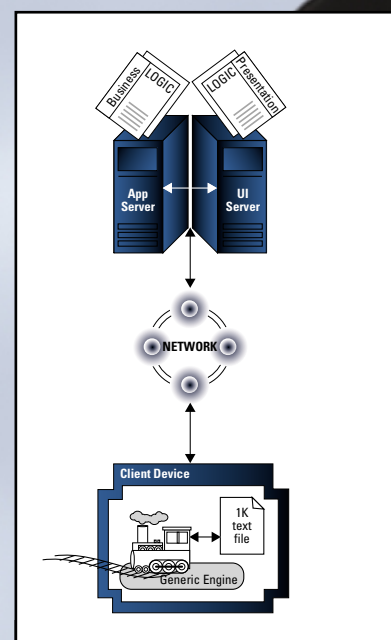 Business
LOGIC
LOGIC
Presentation
App
Server
UI
Server
NETWORK
Client Device
1K
text
file
Generic Engine